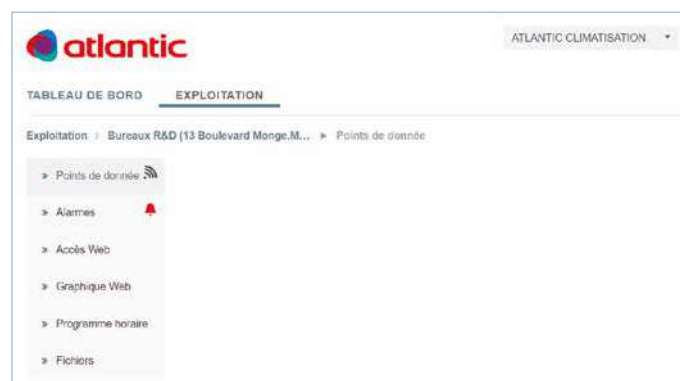 atlantic
ATLANTIC CLIMATISATION
TABLEAU DE BORD EXPLOITATION
Exploitation Bureaux R&D (13 Boulevard Monge,M... Points de donnée
» Points de donnée
» Alarmes
» Accès Web
» Graphique Web
» Programme horaire
» Fichiers